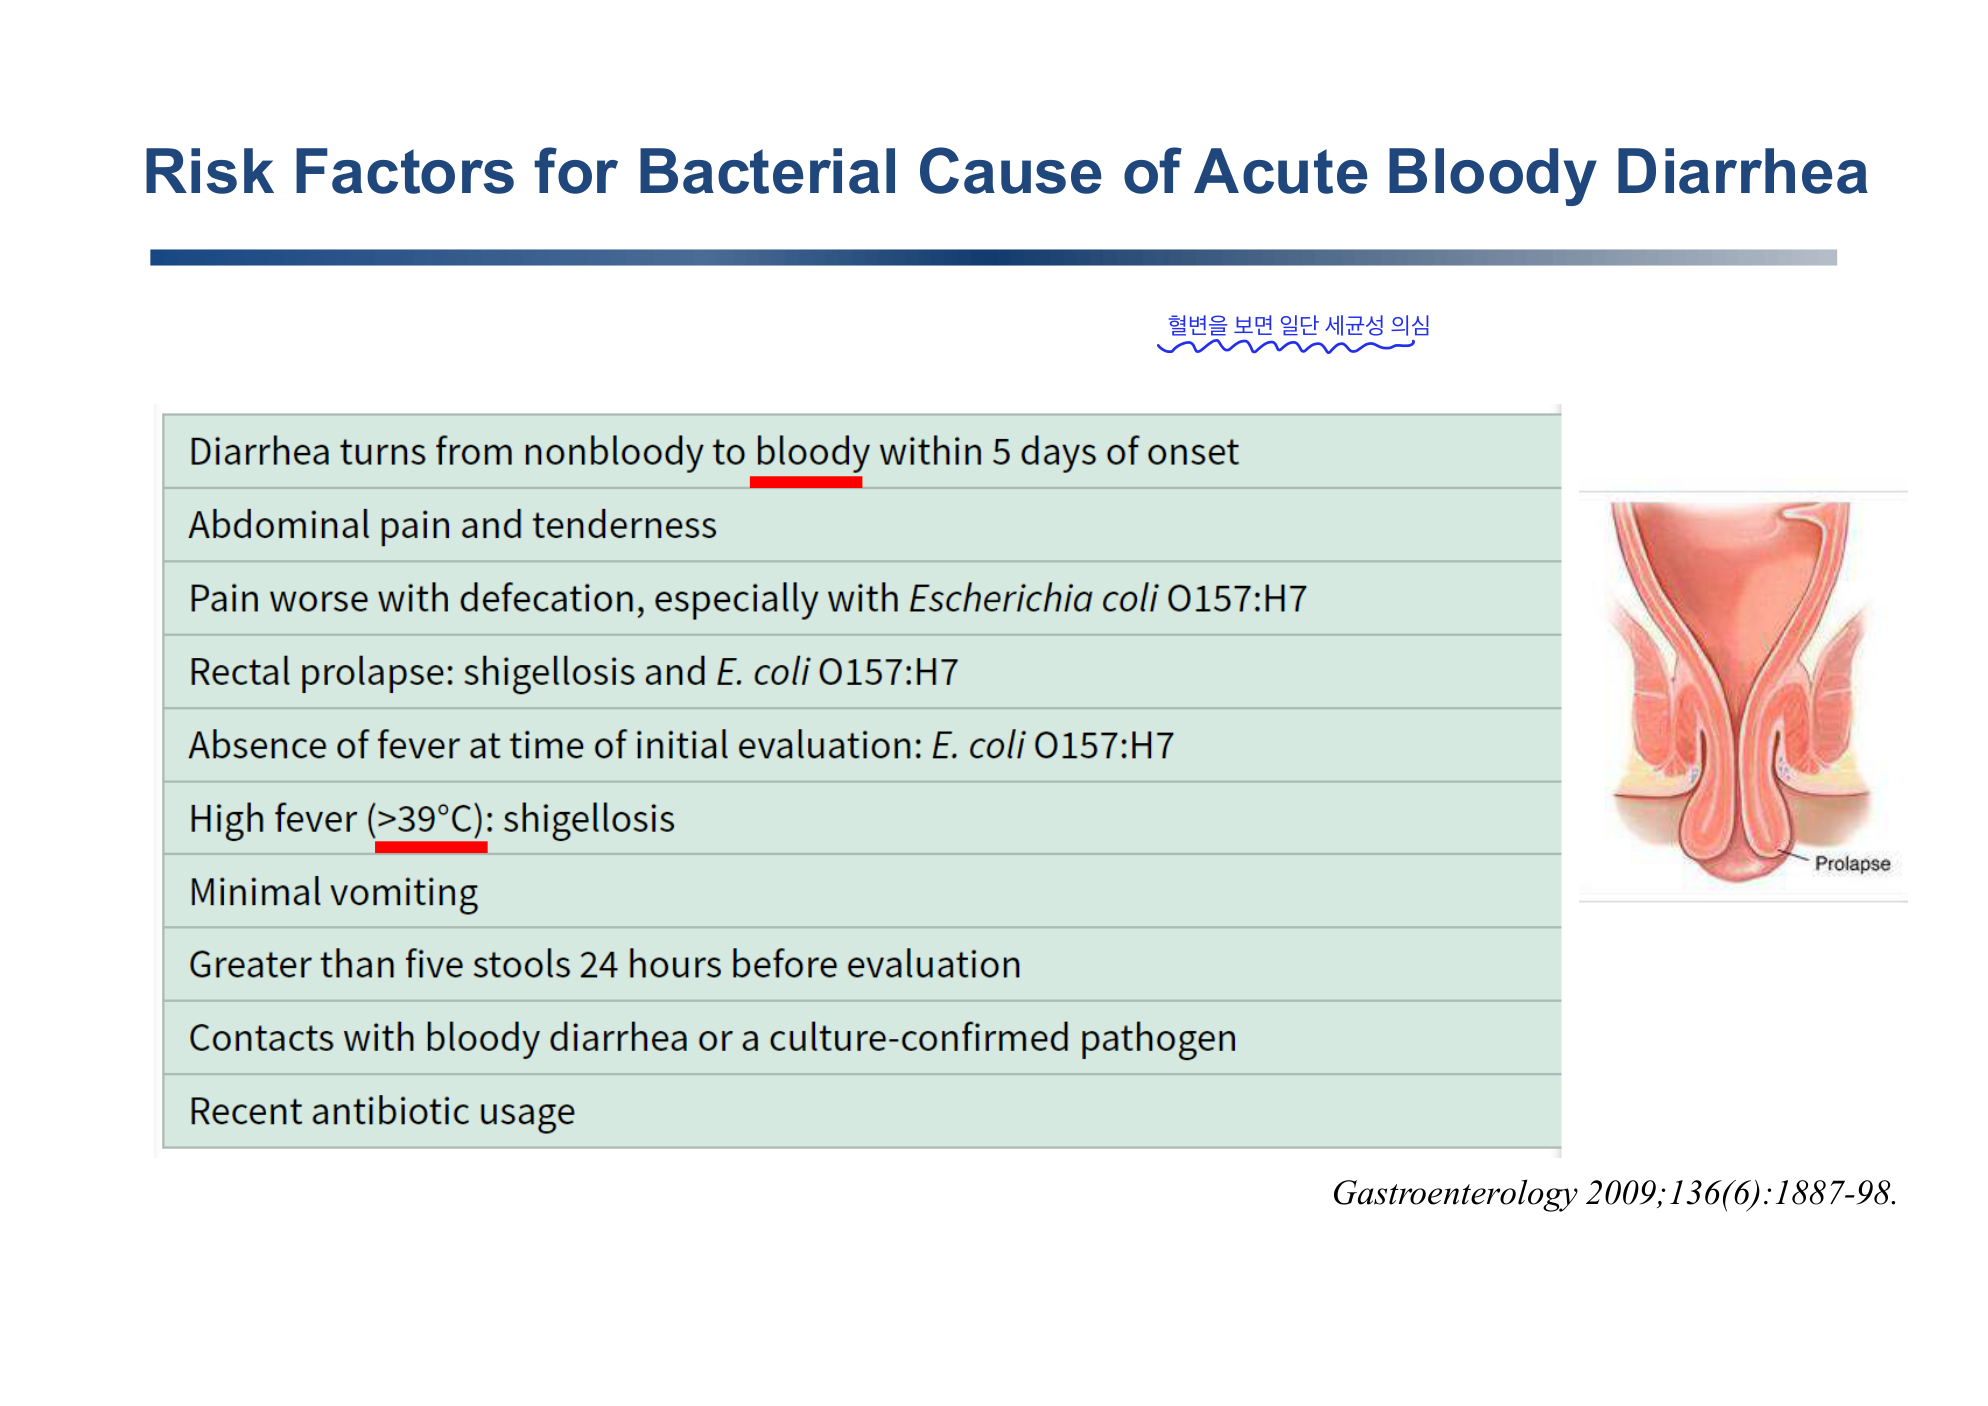 Risk Factors for Bacterial Cause of Acute Bloody Diarrhea
혈변을 보면 일단 세균성 의심
Diarrhea turns from nonbloody to bloody within 5 days of onset
Abdominal pain and tenderness
Pain worse with defecation, especially with Escherichia coli O157:H7
Rectal prolapse: shigellosis and E. coli O157:H7
Absence of fever at time of initial evaluation: E. coli O157:H7
High fever (>39°C): shigellosis
Minimal vomiting
Greater than five stools 24 hours before evaluation
Contacts with bloody diarrhea or a culture-confirmed pathogen
Recent antibiotic usage
Prolapse
Gastroenterology 2009;136(6):1887-98.